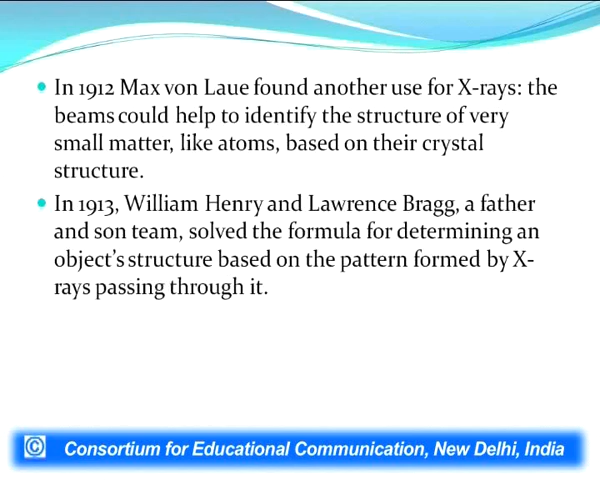 • In 1912 Max von Laue found another use for X-rays: the
beams could help to identify the structure of very
small matter, like atoms, based on their crystal
structure.
• In 1913, William Henry and Lawrence Bragg, a father
and son team, solved the formula for determining an
object's structure based on the pattern formed by X-
rays passing through it.
© Consortium for Educational Communication, New Delhi, India